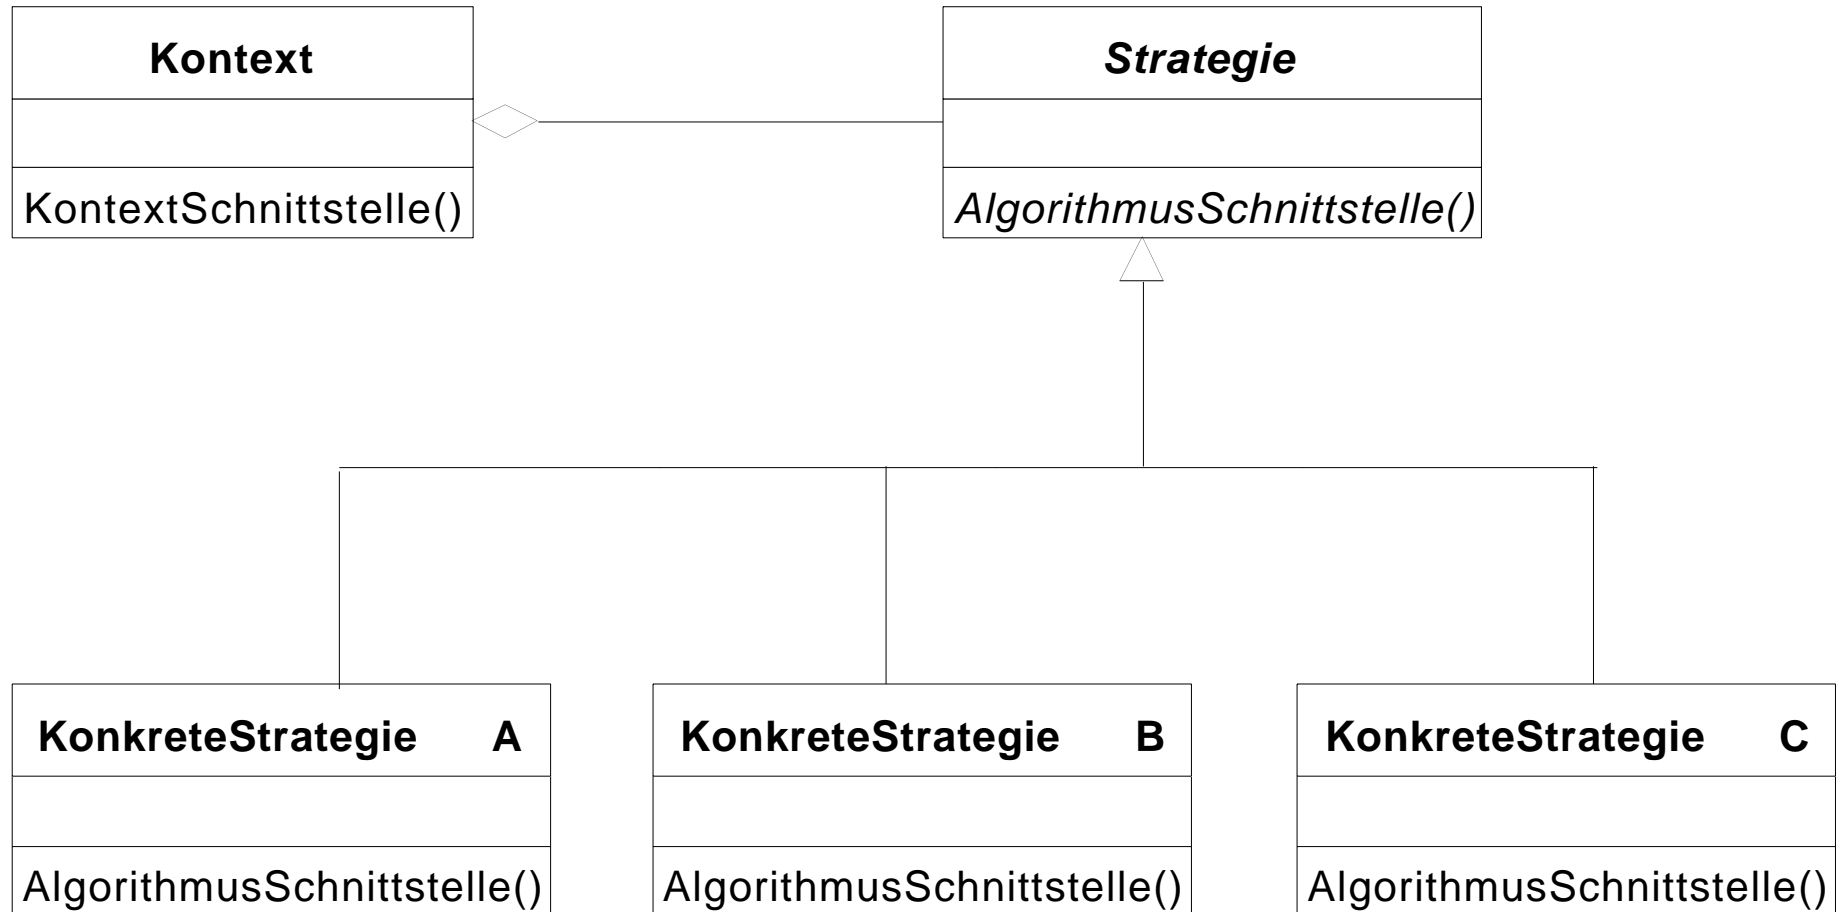 Kontext
Strategie
KontextSchnittstelle()
AlgorithmusSchnittstelle()
KonkreteStrategie A
KonkreteStrategie B
KonkreteStrategie C
AlgorithmusSchnittstelle()
AlgorithmusSchnittstelle()
AlgorithmusSchnittstelle()